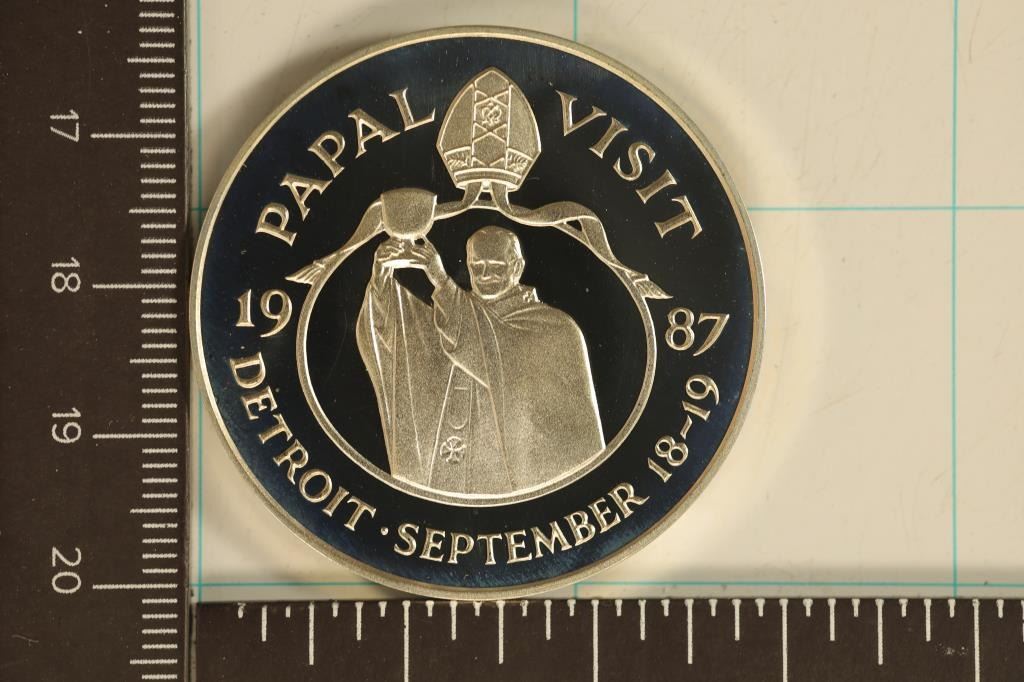 PAPAL VISIT
19 87
DETROIT · SEPTEMBER 18-19
17
18
19
20